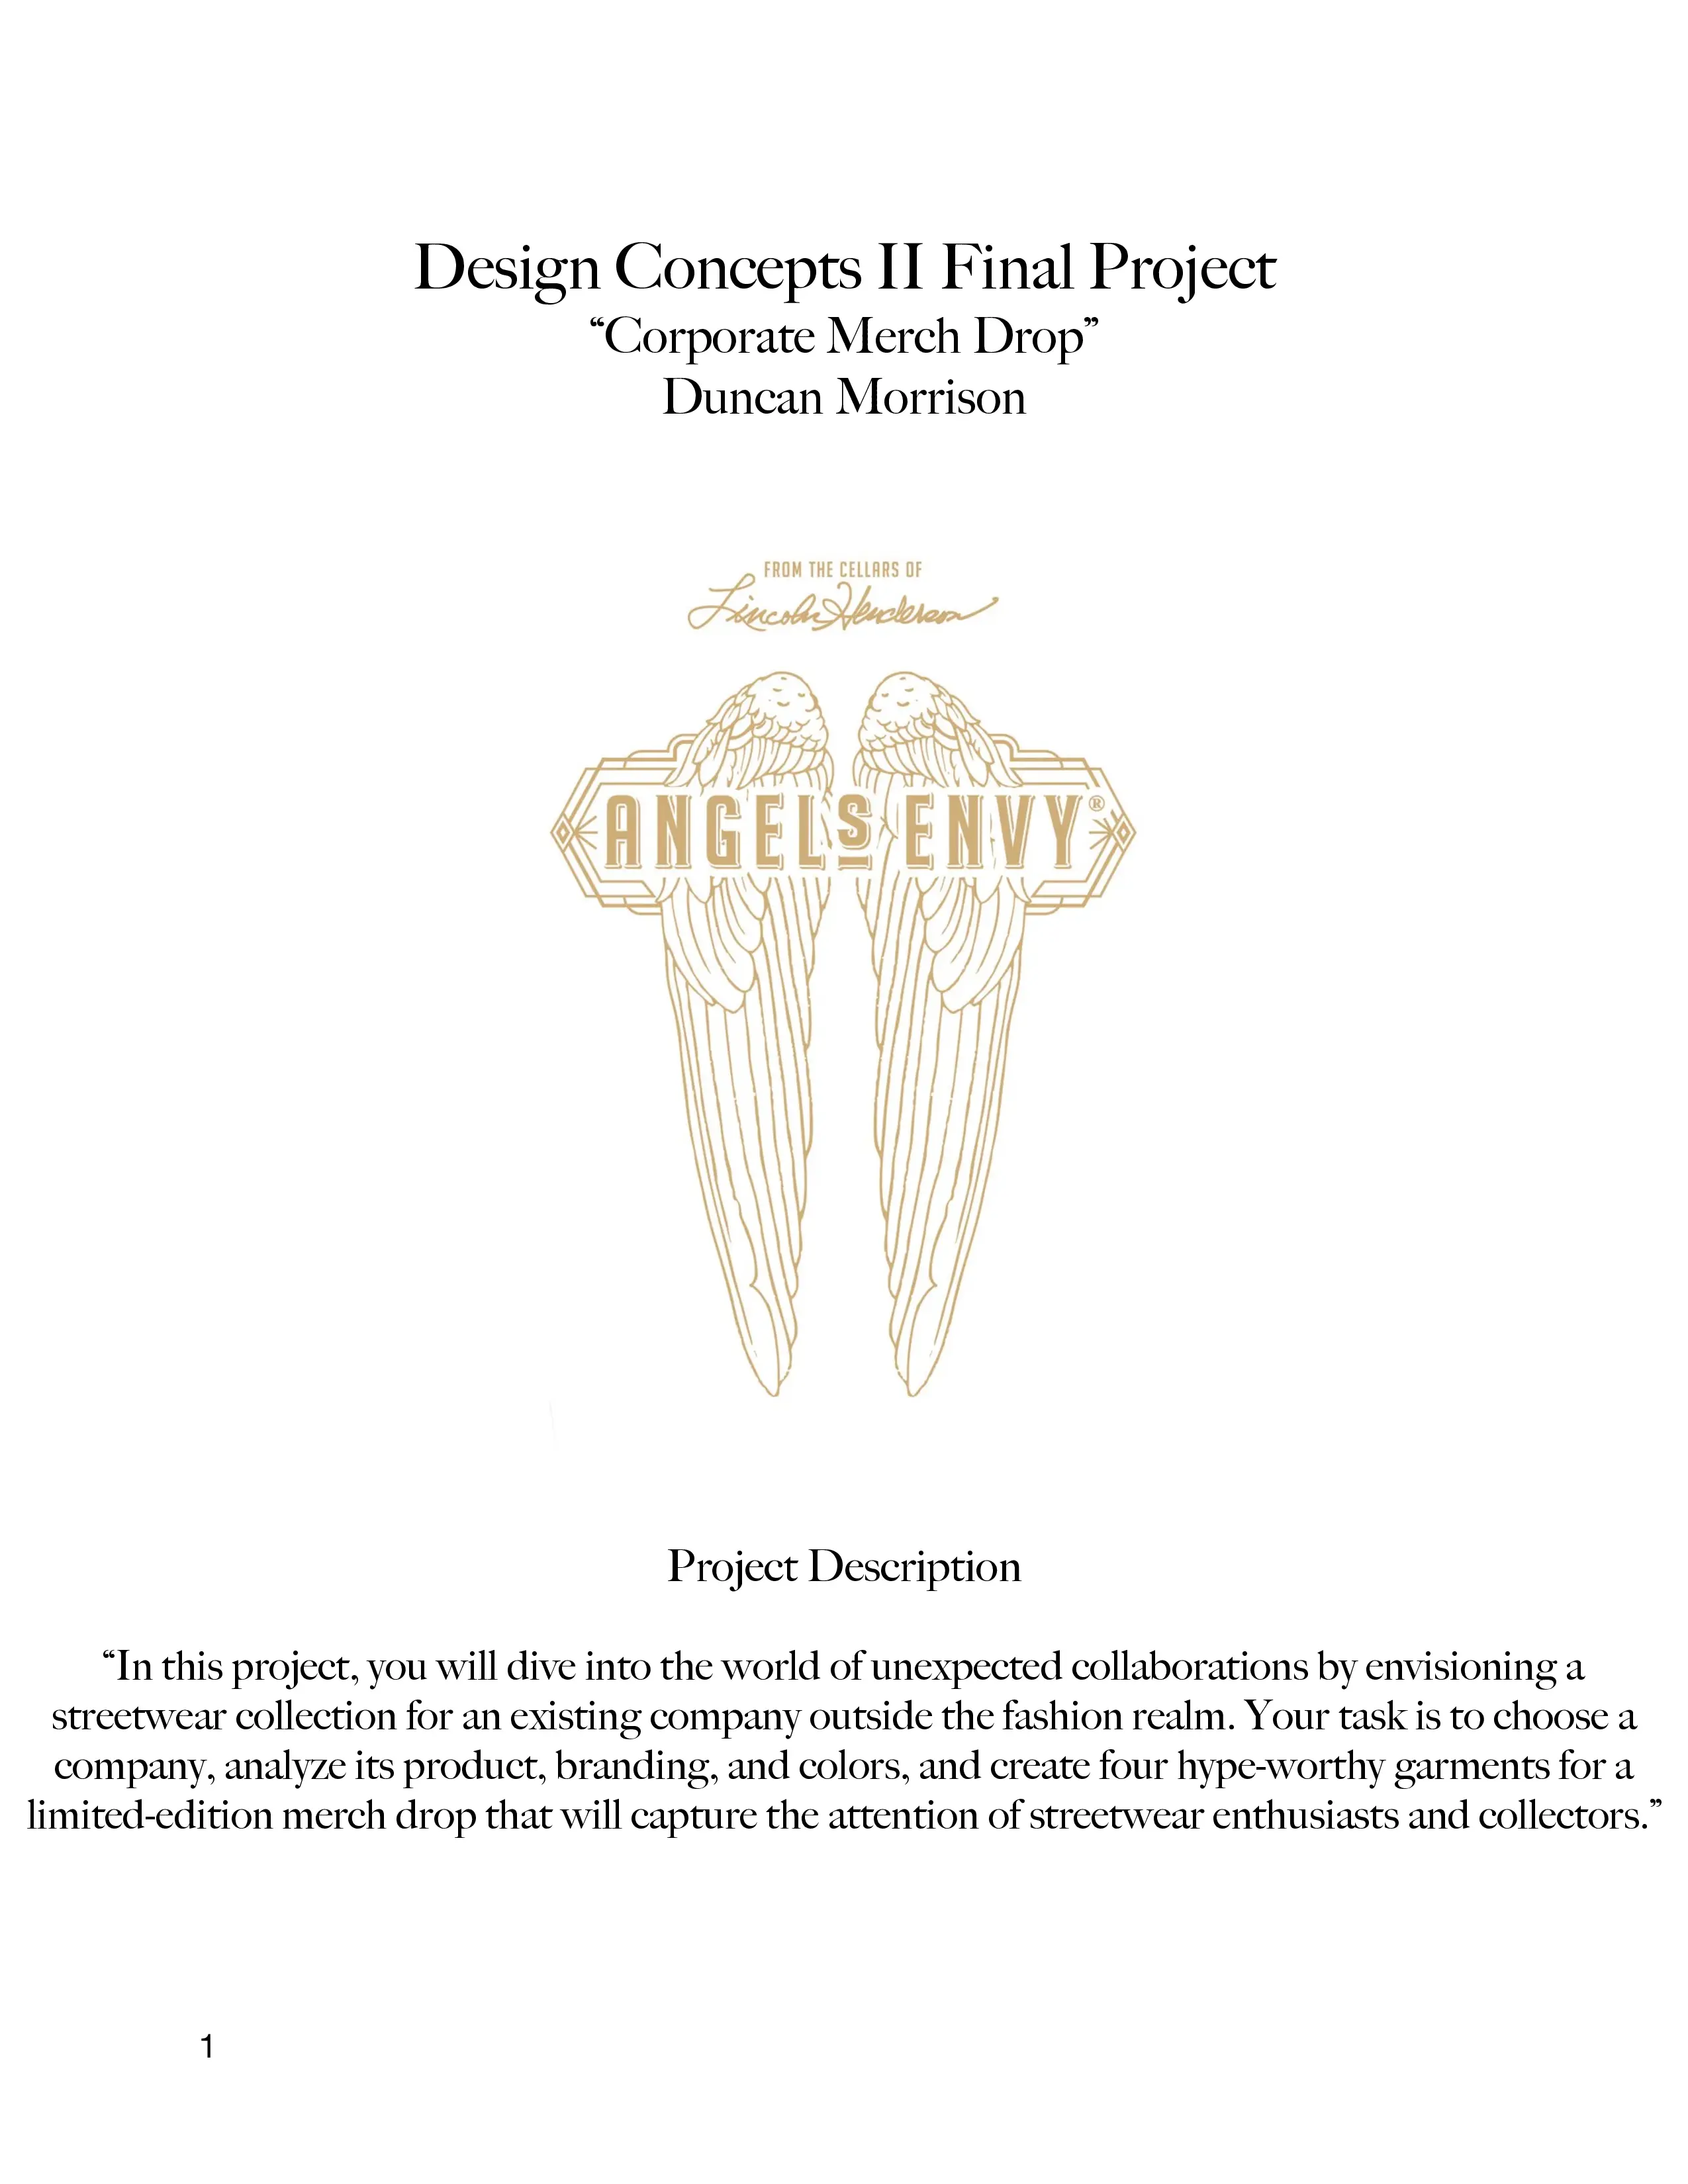 Design Concepts II Final Project
“Corporate Merch Drop”
Duncan Morrison
FROM THE CELLARS OF
Lincoln Henderson
ANGELS ENVY®
Project Description
“In this project, you will dive into the world of unexpected collaborations by envisioning a
streetwear collection for an existing company outside the fashion realm. Your task is to choose a
company, analyze its product, branding, and colors, and create four hype-worthy garments for a
limited-edition merch drop that will capture the attention of streetwear enthusiasts and collectors.”
1